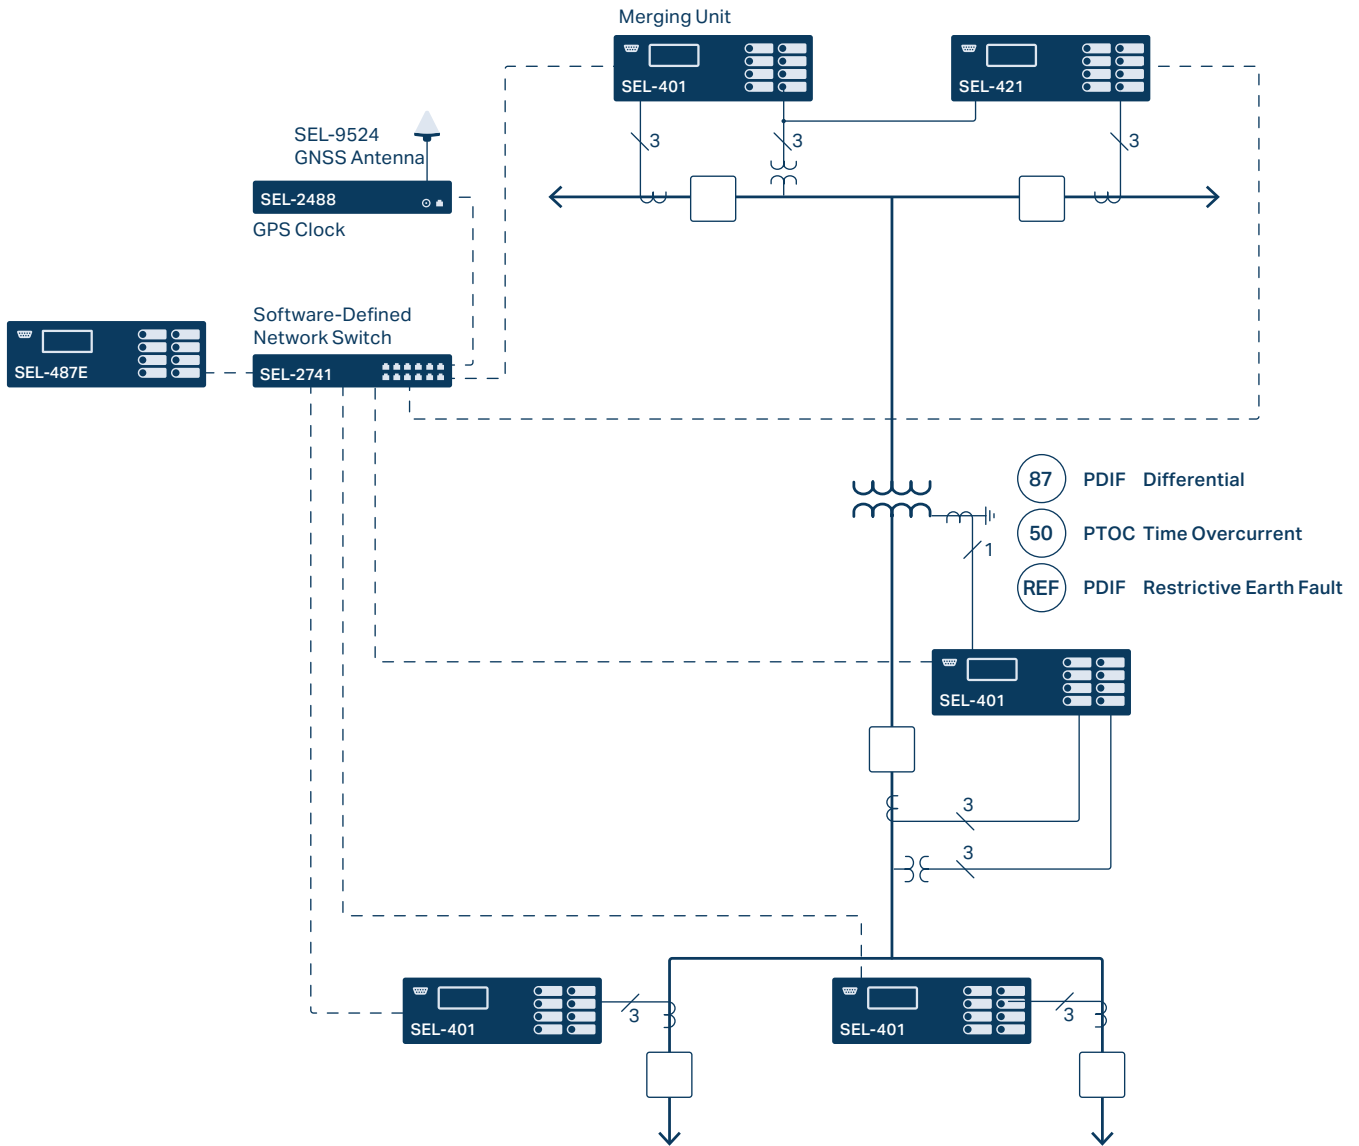 Merging Unit
SEL-401
SEL-421
3
3
3
SEL-9524
GNSS Antenna
SEL-2488
GPS Clock
Software-Defined
Network Switch
SEL-487E
SEL-2741
87 PDIF Differential
50 PTOC Time Overcurrent
REF PDIF Restrictive Earth Fault
1
SEL-401
3
3
SEL-401
3
SEL-401
3